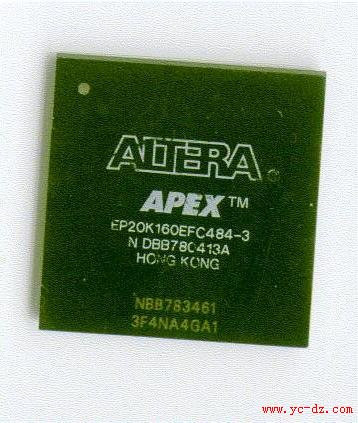 ALTERA®
APEX™
EP20K160EFC484-3
N DBB780413A
HONG KONG
NBB783461
3F4NA4GA1
www.yc-dz.com